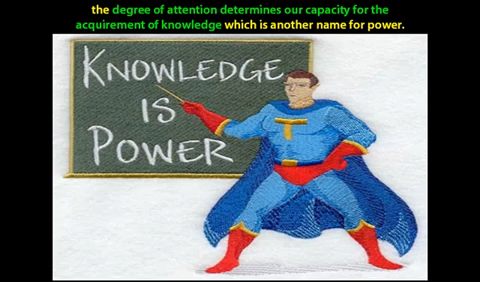 the degree of attention determines our capacity for the
acquirement of knowledge which is another name for power.
KNOWLEDGE
IS
POWER
T